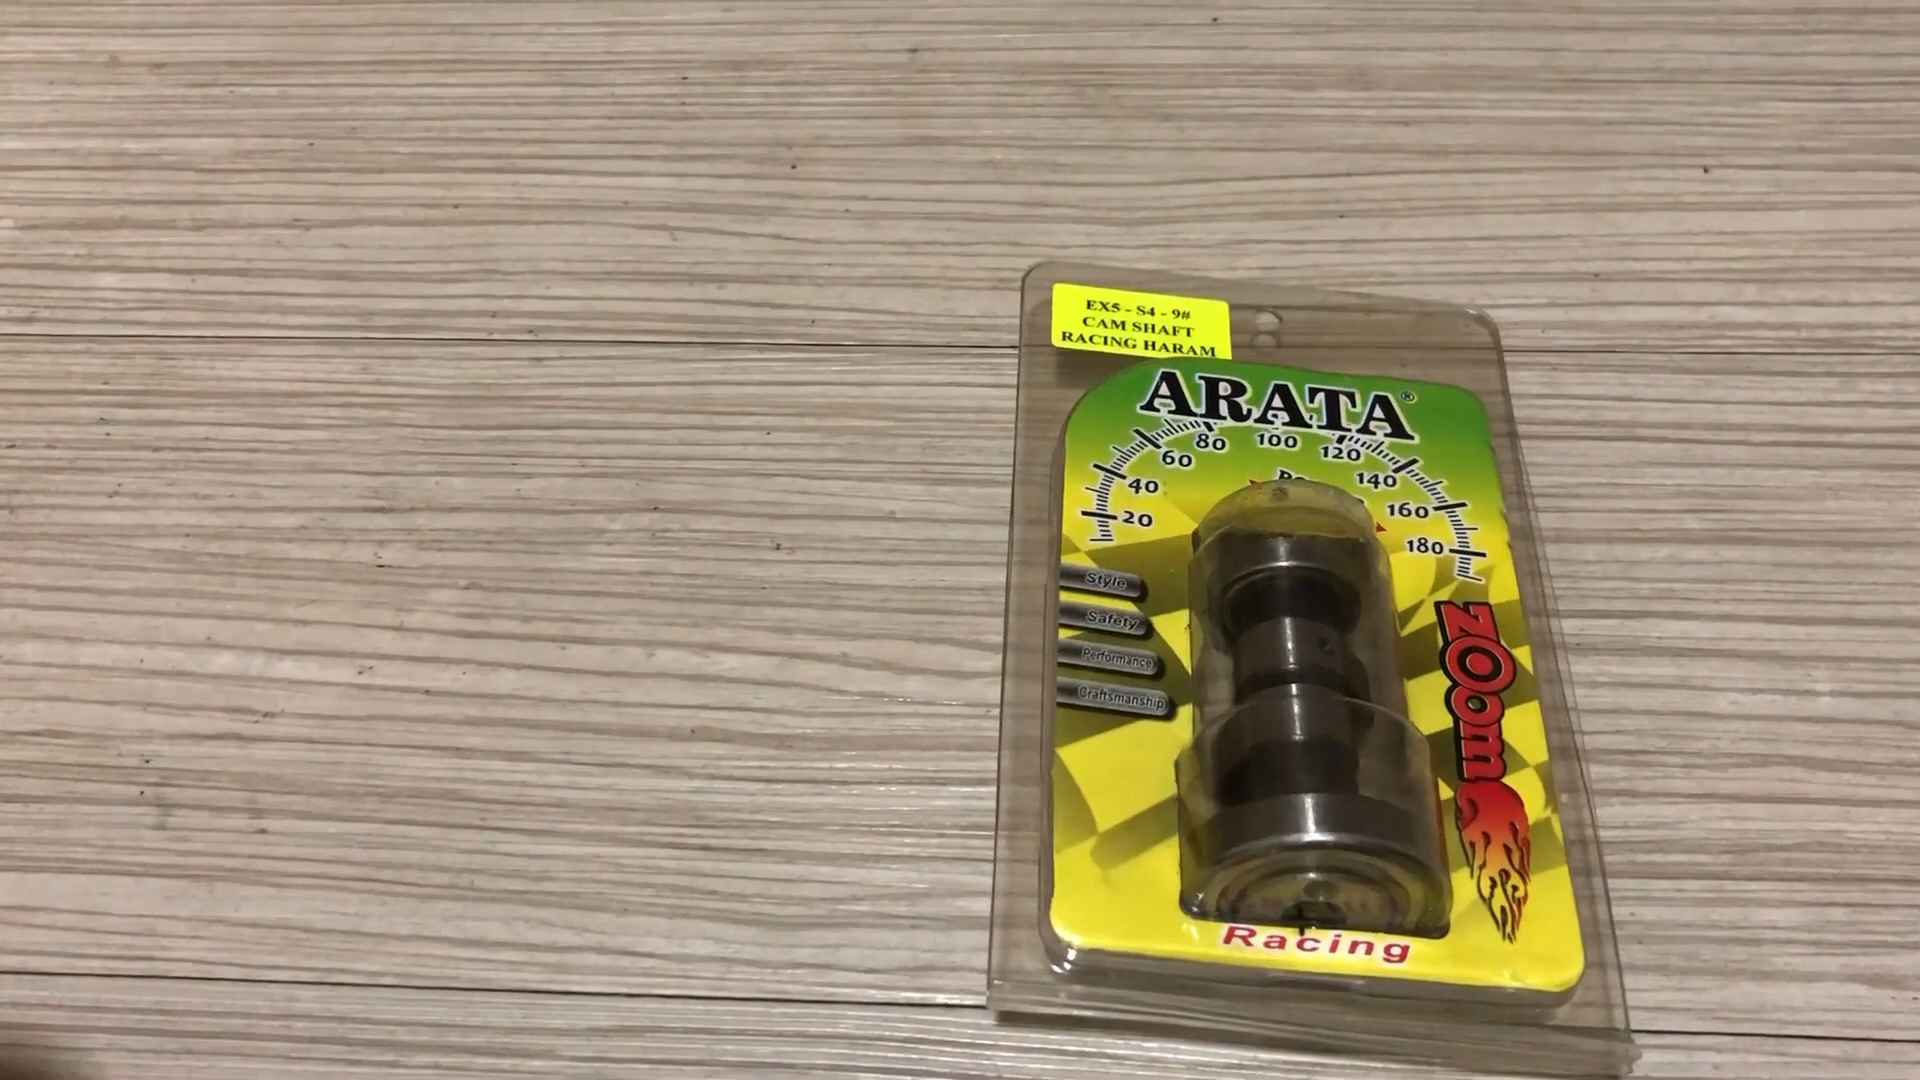 EX5 - S4 - 9#
CAM SHAFT
RACING HARAM
ARATA®
20
40
60
80
100
120
140
160
180
Style
Safety
Performance
Craftsmanship
zoom
Racing